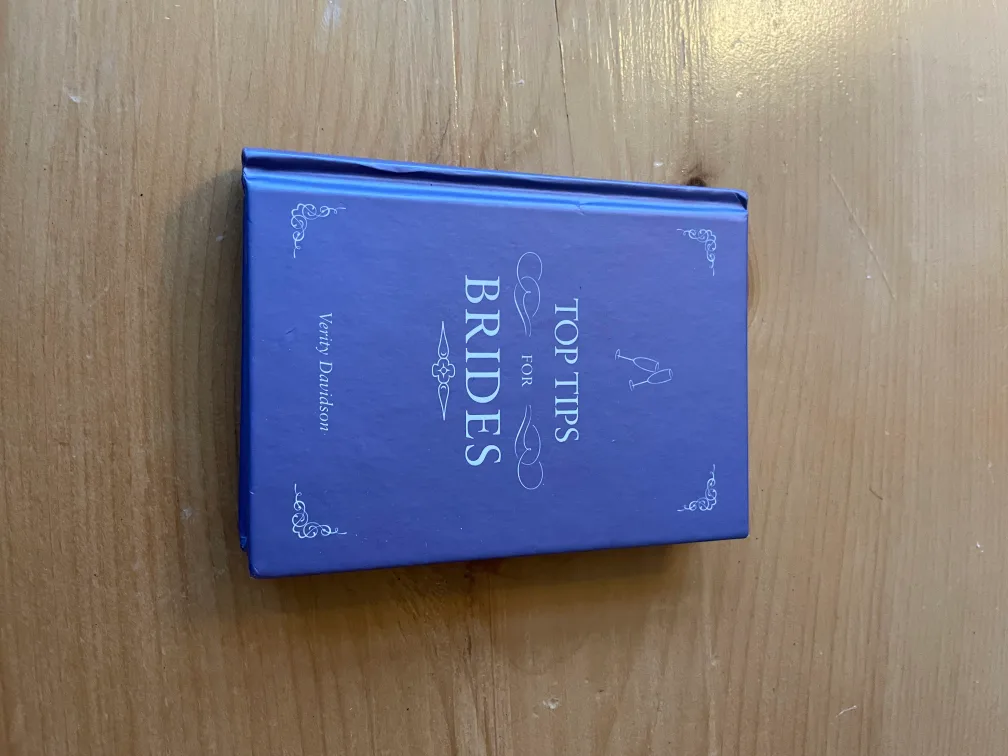 TOP TIPS
FOR
BRIDES
Verity Davidson